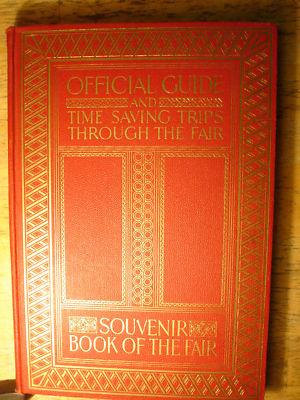 OFFICIAL GUIDE
AND
TIME SAVING TRIPS
THROUGH THE FAIR
SOUVENIR
BOOK OF THE FAIR